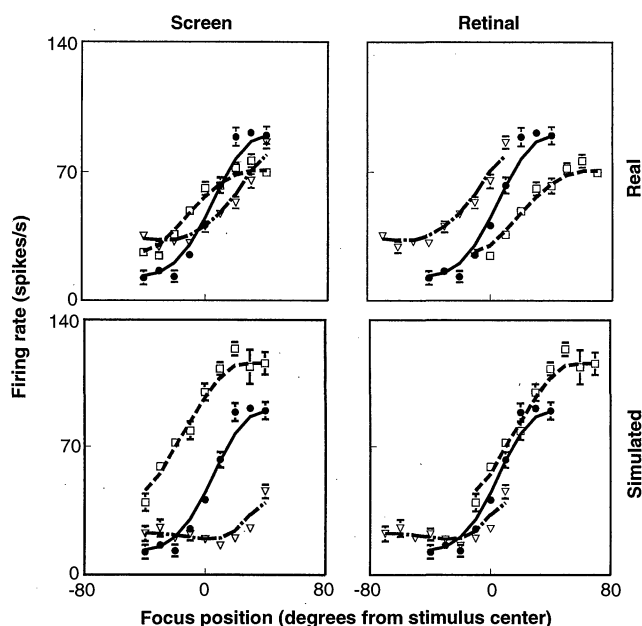 Screen
Retinal
140
70
0
Real
Firing rate (spikes/s)
140
70
0
Simulated
-80
0
80
-80
0
80
Focus position (degrees from stimulus center)